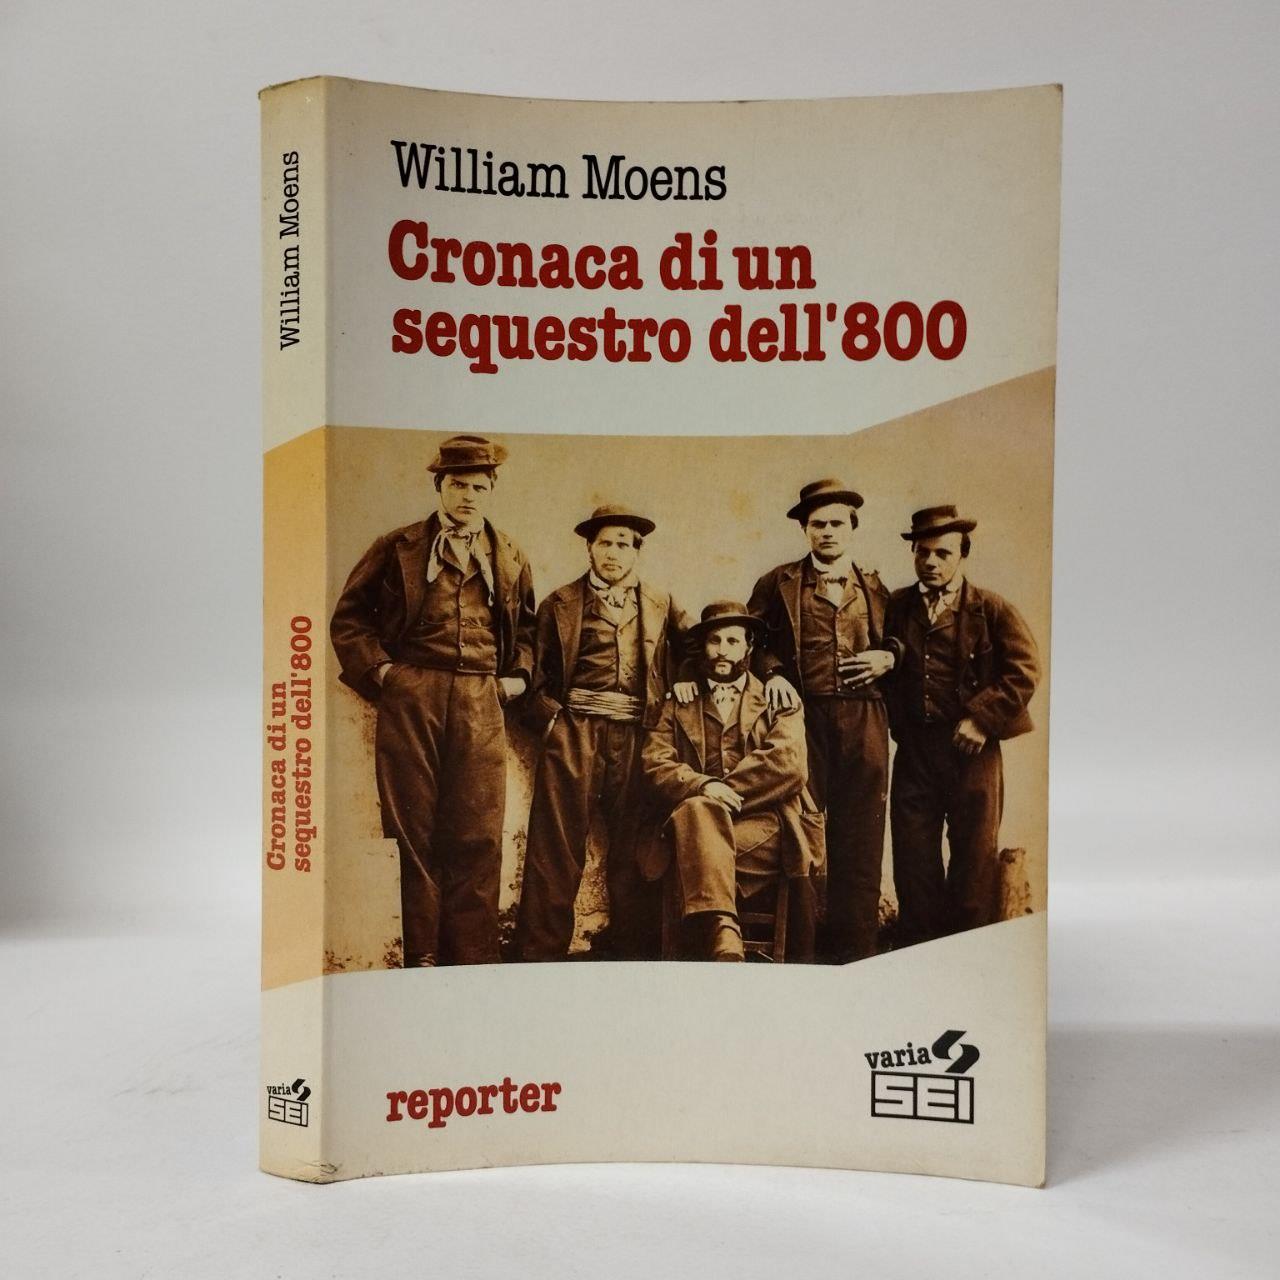 William Moens
Cronaca di un
sequestro dell'800
reporter
varia
SEI
William Moens
Cronaca di un
sequestro dell'800
varia
SEI